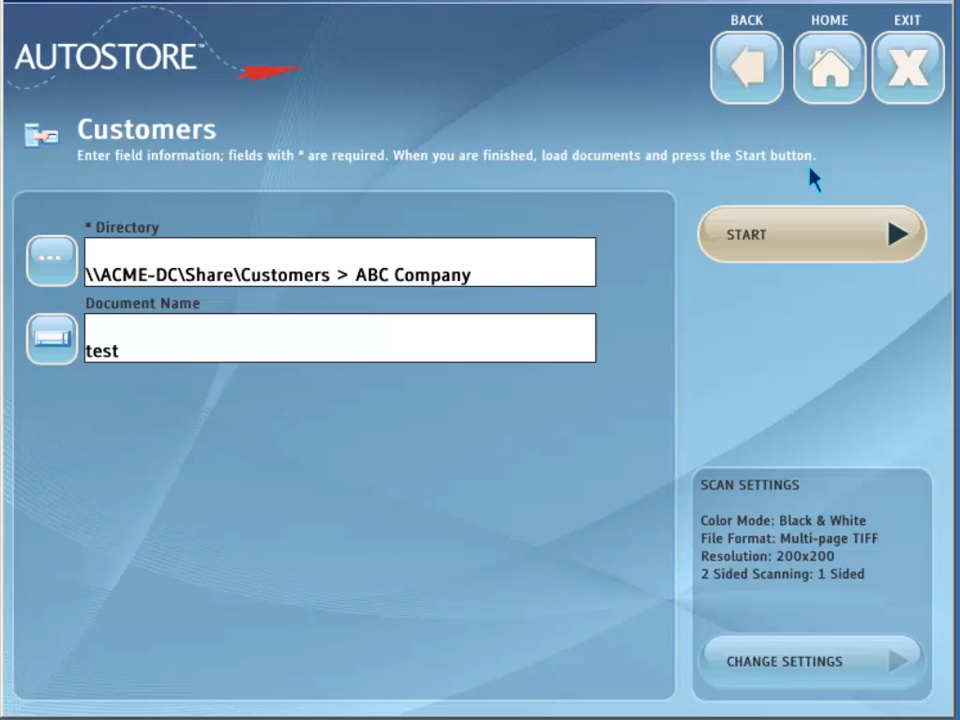 BACK HOME EXIT
AUTOSTORE™
Customers
Enter field information; fields with * are required. When you are finished, load documents and press the Start button.
* Directory
...
\\ACME-DC\Share\Customers > ABC Company
START
Document Name
test
SCAN SETTINGS
Color Mode: Black & White
File Format: Multi-page TIFF
Resolution: 200x200
2 Sided Scanning: 1 Sided
CHANGE SETTINGS